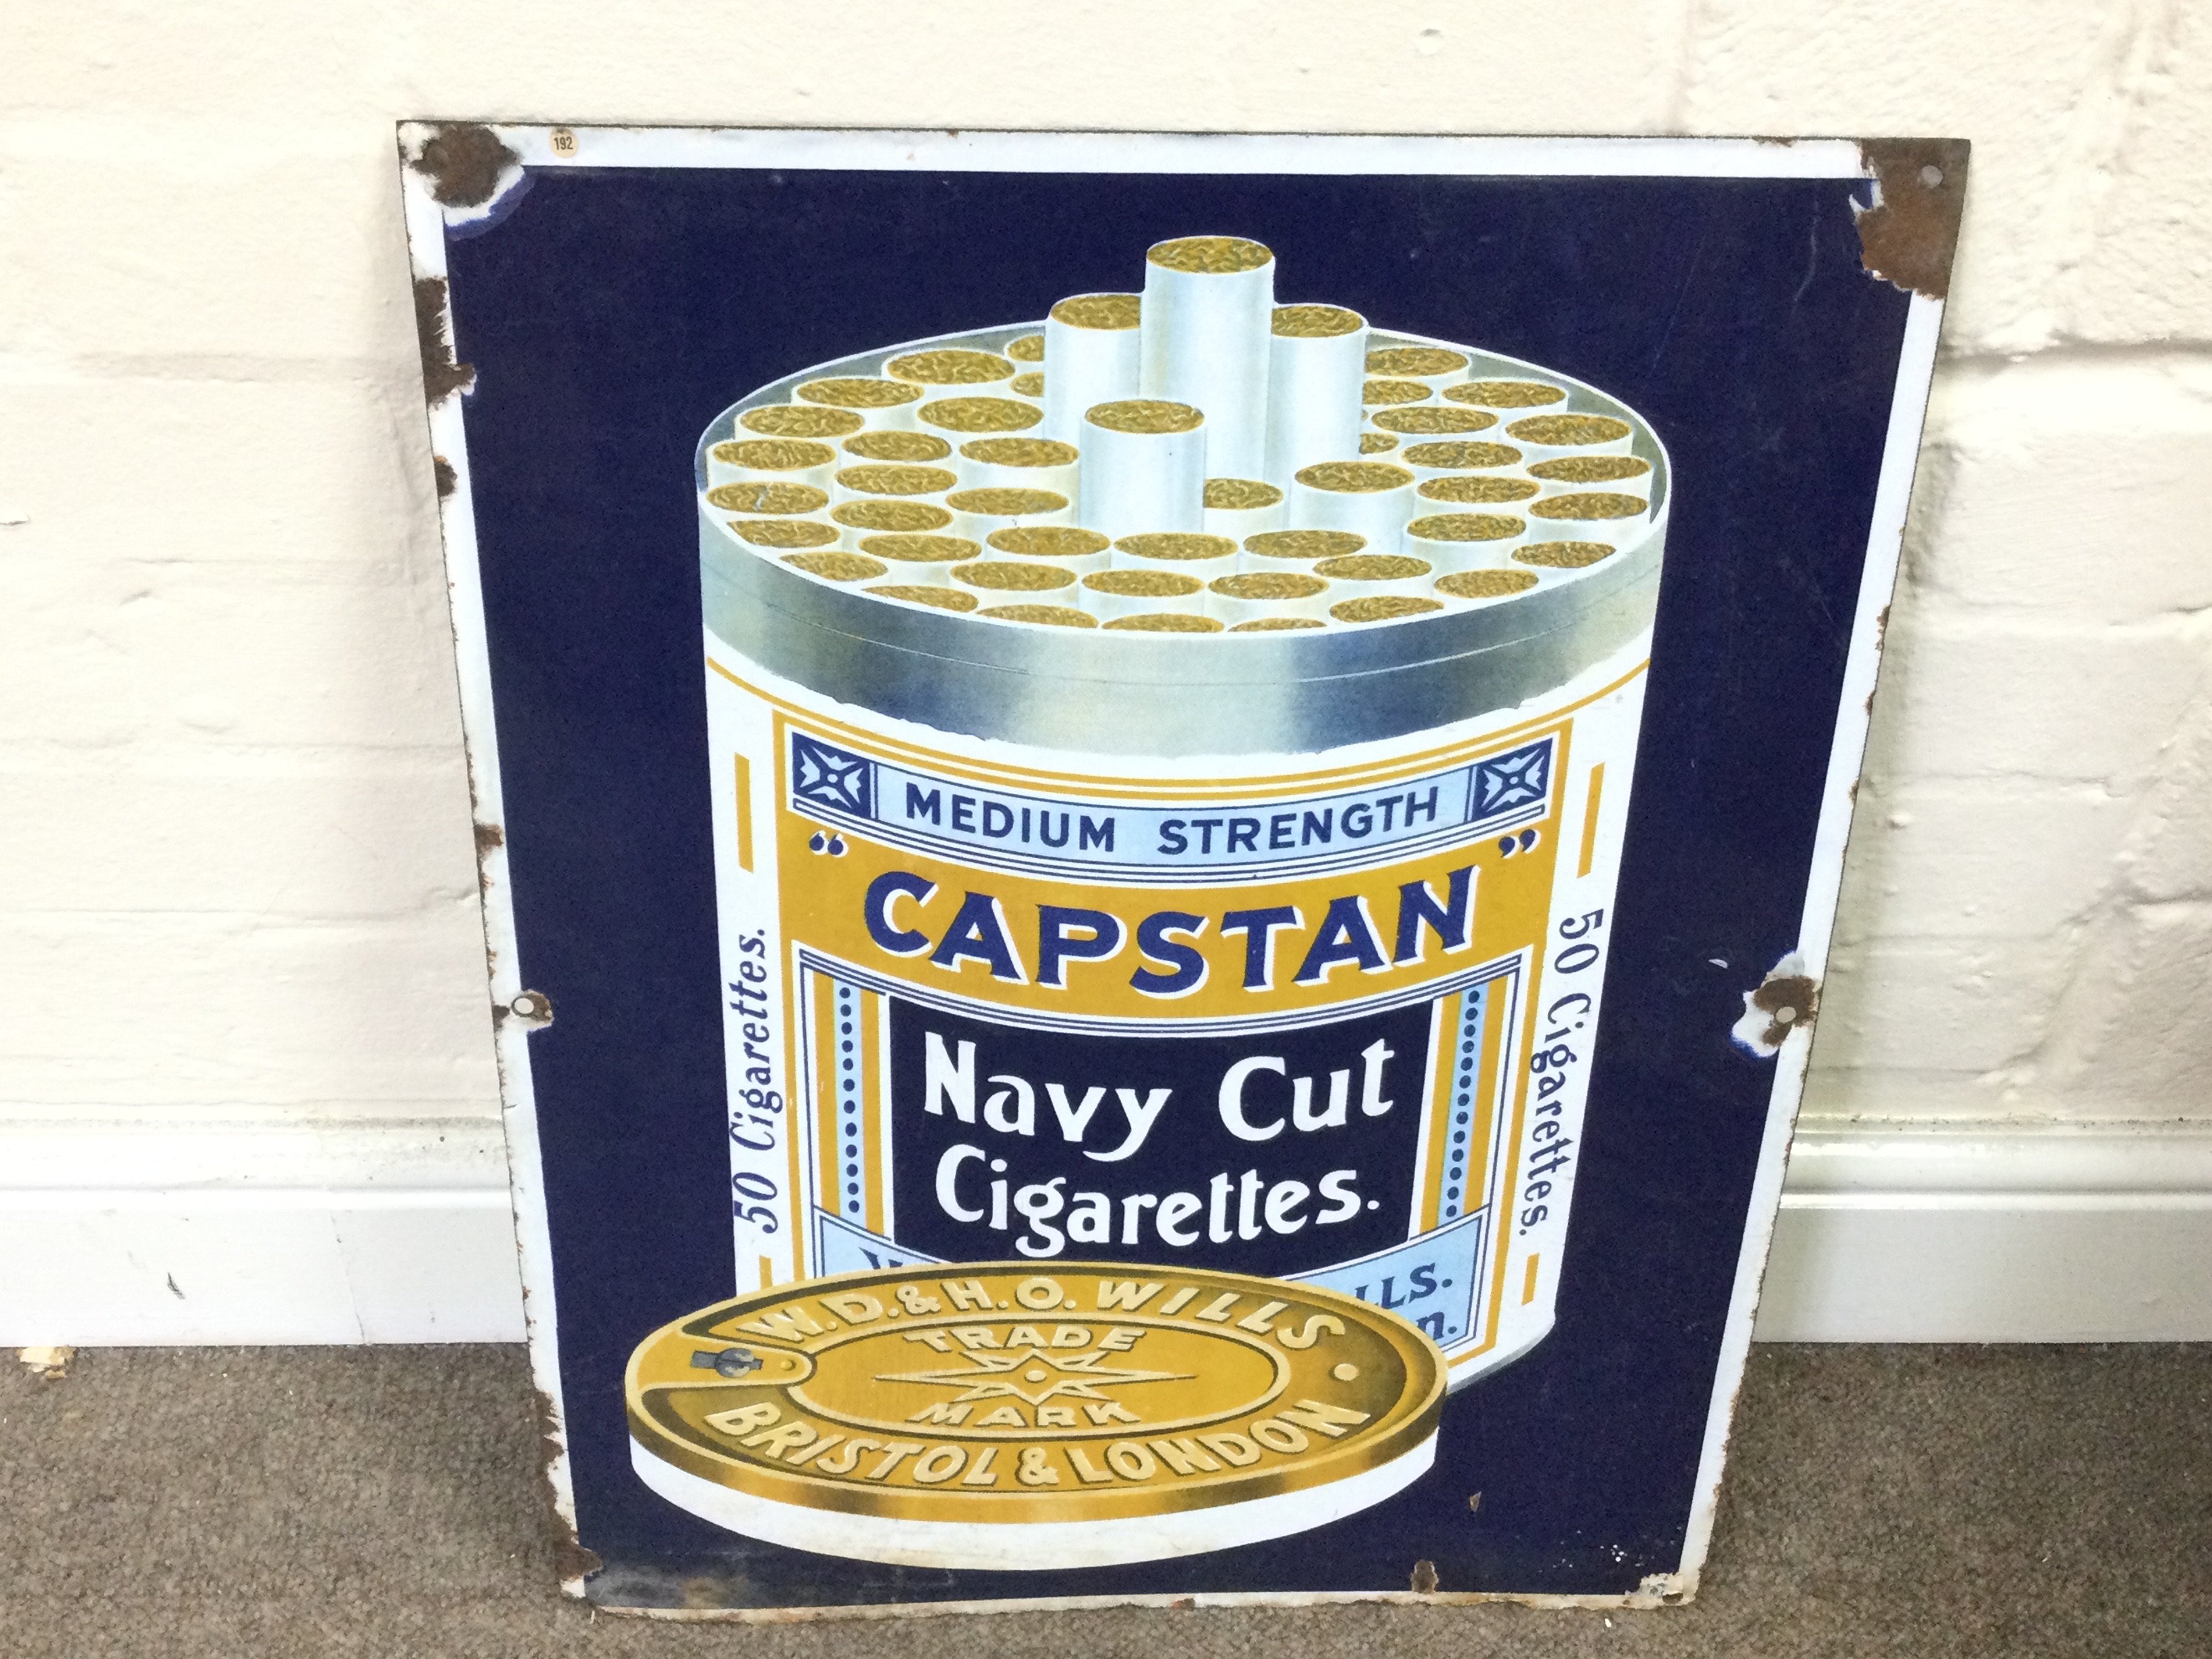 192
MEDIUM STRENGTH
“CAPSTAN”
Navy Cut
Cigarettes.
50 Cigarettes.
50 Cigarettes.
W.D.&H.O. WILLS
TRADE
MARK
BRISTOL & LONDON